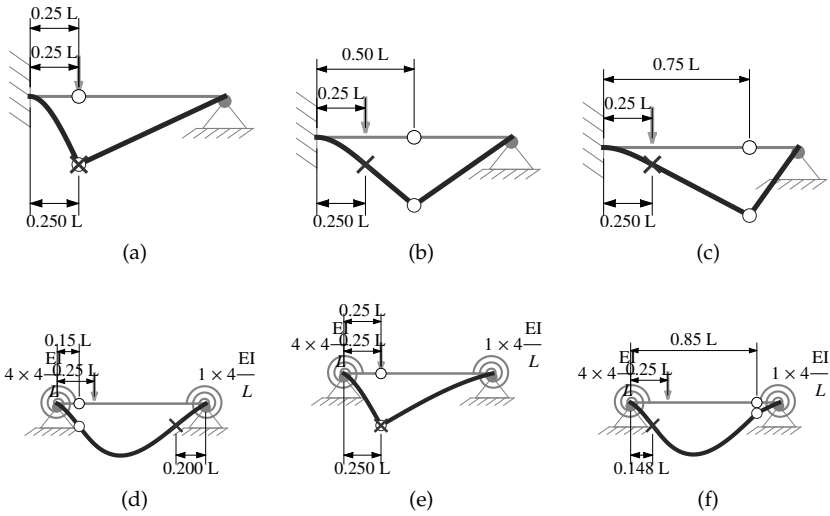 0.25 L
0.25 L
0.250 L
(a)
0.50 L
0.25 L
0.250 L
(b)
0.75 L
0.25 L
0.250 L
(c)
0.15 L
0.25 L
4 × 4 EI/L
1 × 4 EI/L
0.200 L
(d)
0.25 L
0.25 L
4 × 4 EI/L
1 × 4 EI/L
0.250 L
(e)
0.85 L
0.25 L
4 × 4 EI/L
1 × 4 EI/L
0.148 L
(f)